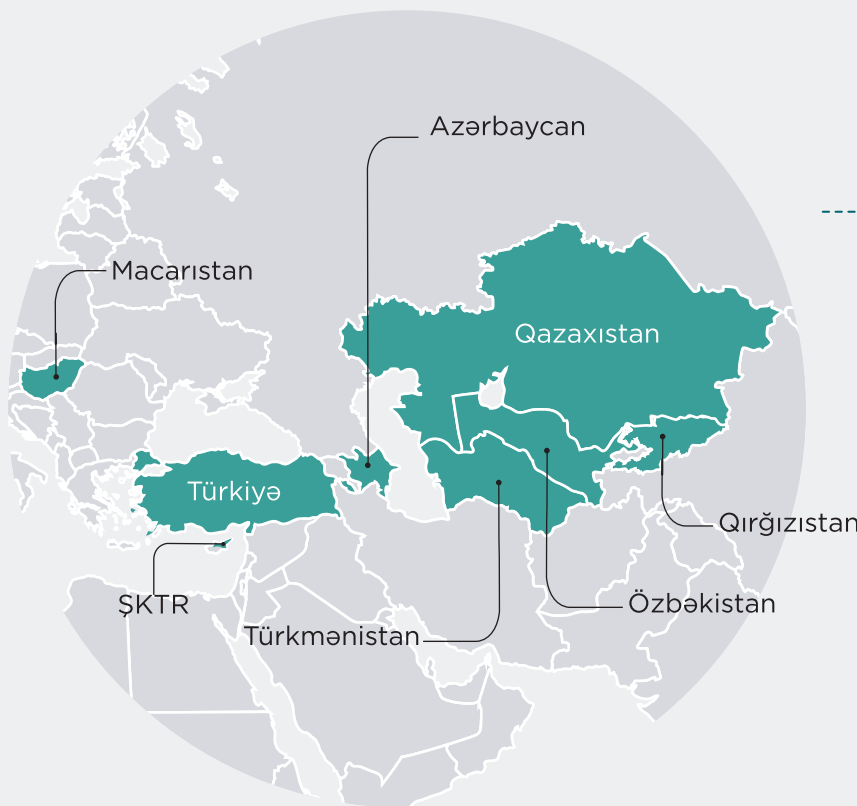 Azərbaycan
Macarıstan
Qazaxıstan
Türkiyə
Qırğızıstan
ŞKTR
Özbəkistan
Türkmənistan